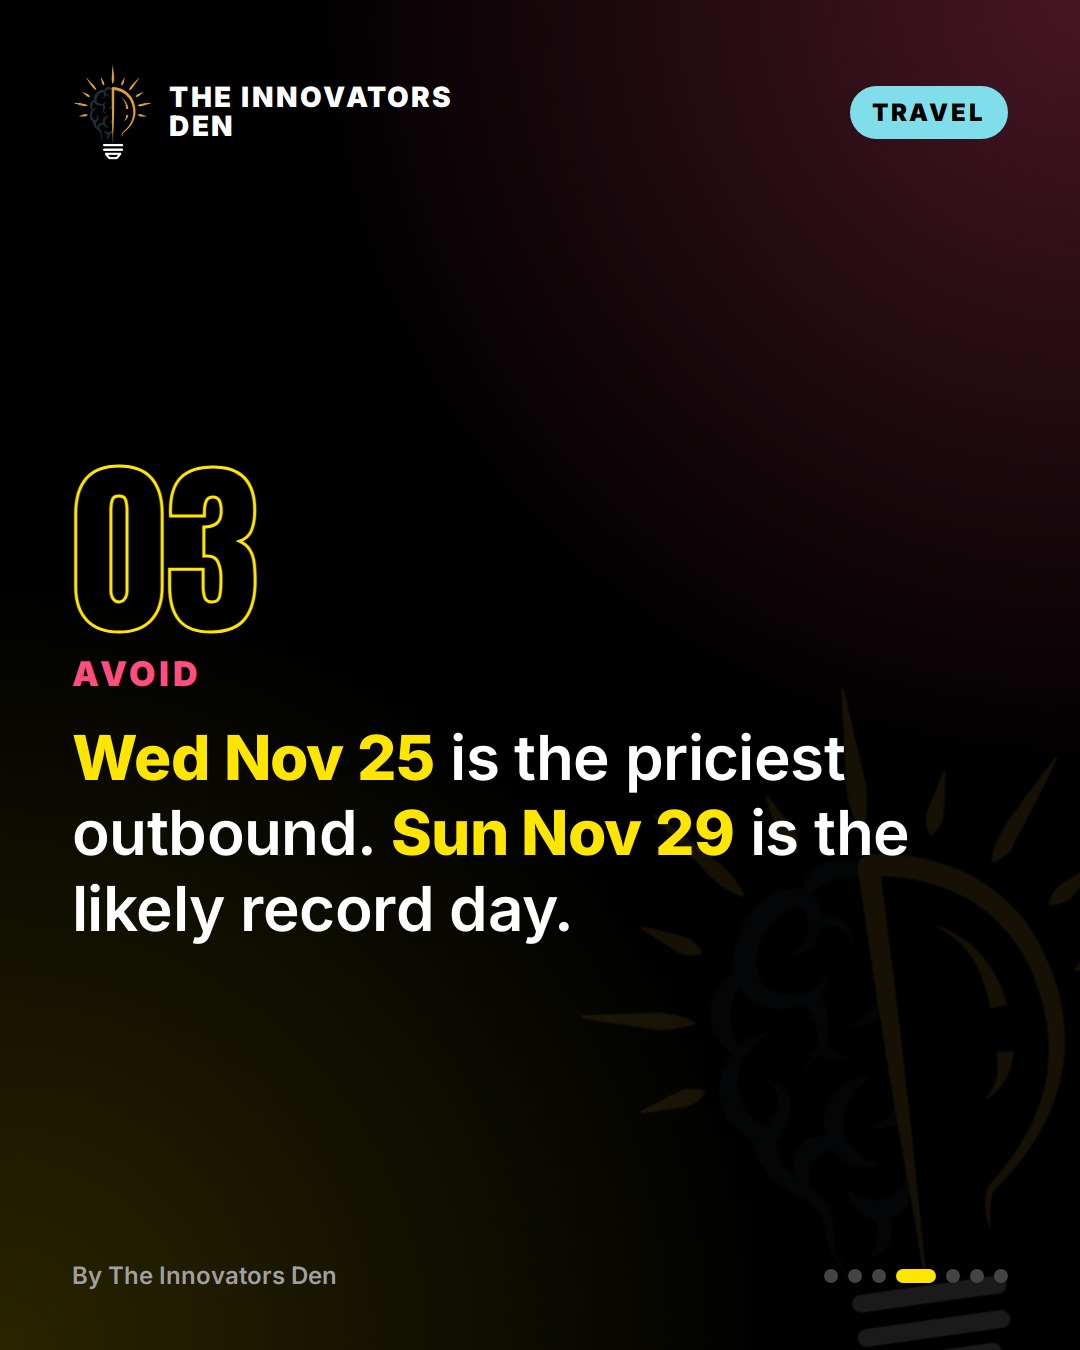 THE INNOVATORS
DEN
TRAVEL
03
AVOID
Wed Nov 25 is the priciest
outbound. Sun Nov 29 is the
likely record day.
By The Innovators Den